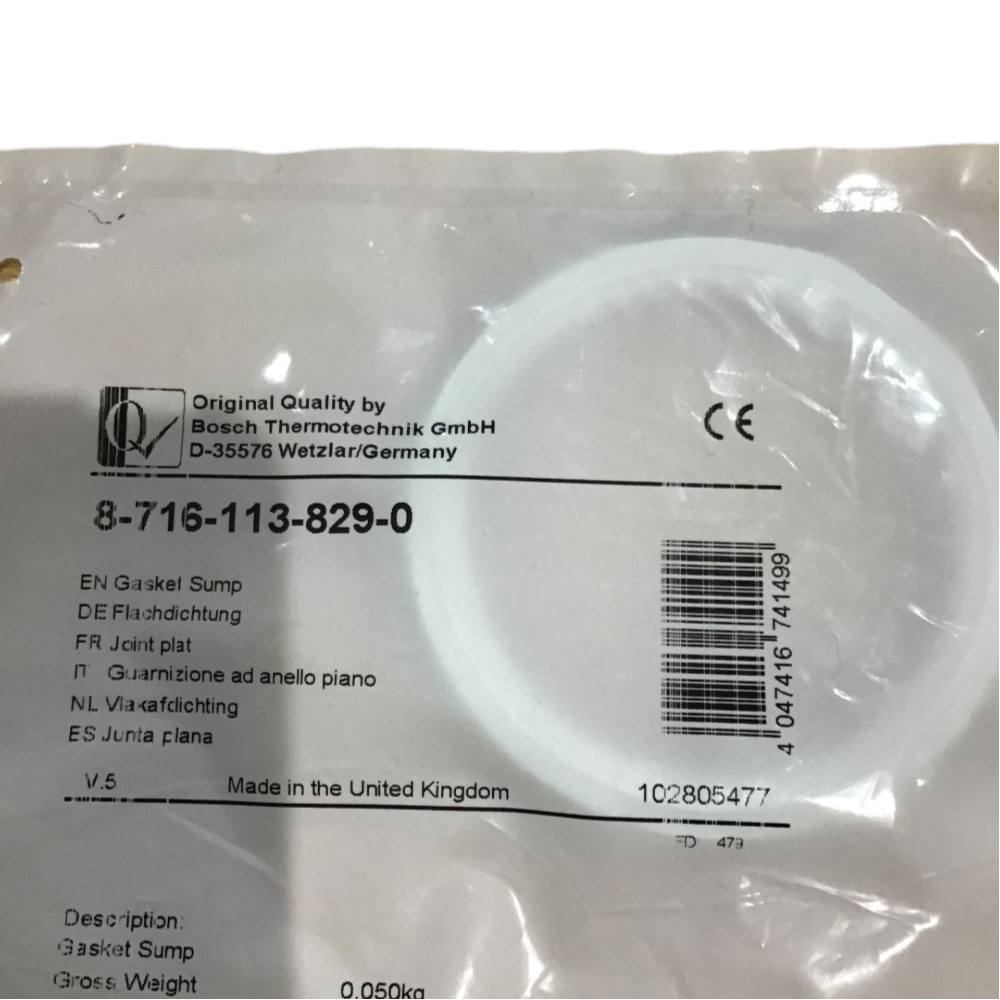 Q
Original Quality by
Bosch Thermotechnik GmbH
D-35576 Wetzlar/Germany
CE
8-716-113-829-0
EN Gasket Sump
DE Flachdichtung
FR Joint plat
IT Guarnizione ad anello piano
NL Vlakafdichting
ES Junta plana
4 047416 741499
V.5 Made in the United Kingdom 102805477
FD 479
Description:
Gasket Sump
Gross Weight 0.050kg